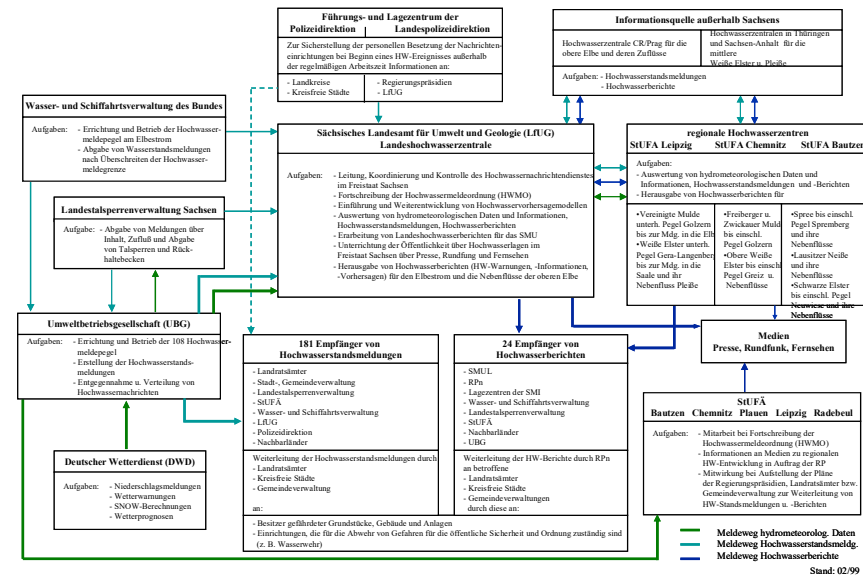 Führungs- und Lagezentrum der
Polizeidirektion Landespolizeidirektion
Zur Sicherstellung der personellen Besetzung der Nachrichten-
einrichtungen bei Beginn eines HW-Ereignisses außerhalb
der regelmäßigen Arbeitszeit Informationen an:
- Landkreise
- Kreisfreie Städte
- Regierungspräsidien
- LfUG
Informationsquelle außerhalb Sachsens
Hochwasserzentrale CR/Prag für die
obere Elbe und deren Zuflüsse
Hochwasserzentralen in Thüringen
und Sachsen-Anhalt für die
mittlere
Weiße Elster u. Pleiße
Aufgaben: - Hochwasserstandsmeldungen
- Hochwasserberichte
Wasser- und Schiffahrtsverwaltung des Bundes
Aufgaben: - Errichtung und Betrieb der Hochwasser-
meldepegel am Elbestrom
- Abgabe von Wasserstandsmeldungen
nach Überschreiten der Hochwasser-
meldegrenze
Landestalsperrenverwaltung Sachsen
Aufgabe: - Abgabe von Meldungen über
Inhalt, Zufluß und Abgabe
von Talsperren und Rück-
haltebecken
Sächsisches Landesamt für Umwelt und Geologie (LfUG)
Landeshochwasserzentrale
Aufgaben: - Leitung, Koordinierung und Kontrolle des Hochwassernachrichtendienstes
im Freistaat Sachsen
- Fortschreibung der Hochwassermeldeordnung (HWMO)
- Einführung und Weiterentwicklung von Hochwasservorhersagemodellen
- Auswertung von hydrometeorologischen Daten und Informationen,
Hochwasserstandsmeldungen, Hochwasserberichten
- Erarbeitung von Landeshochwasserberichten für das SMU
- Unterrichtung der Öffentlichkeit über Hochwasserlagen im
Freistaat Sachsen über Presse, Rundfung und Fernsehen
- Herausgabe von Hochwasserberichten (HW-Warnungen, -Informationen,
-Vorhersagen) für den Elbestrom und die Nebenflüsse der oberen Elbe
regionale Hochwasserzentren
StUFA Leipzig StUFA Chemnitz StUFA Bautzen
Aufgaben:
- Auswertung von hydrometeorologischen Daten und
Informationen, Hochwasserstandsmeldungen und -Berichten
- Herausgabe von Hochwasserberichten für
•Vereinigte Mulde
unterh. Pegel Golzern
bis zur Mdg. in die Elb
•Weiße Elster unterh.
Pegel Gera-Langenberg
bis zur Mdg. in die
Saale und ihr
Nebenfluss Pleiße
•Freiberger u.
Zwickauer Muld
bis einschl.
Pegel Golzern
•Obere Weiße
Elster bis einschl
Pegel Greiz u.
Nebenflüsse
•Spree bis einschl.
Pegel Spremberg
und ihre
Nebenflüsse
•Lausitzer Neiße
und ihre
Nebenflüsse
•Schwarze Elster
bis einschl. Pegel
Neuwiese und ihre
Nebenflüsse
Umweltbetriebsgesellschaft (UBG)
Aufgaben: - Errichtung und Betrieb der 108 Hochwasser-
meldepegel
- Erstellung der Hochwasserstands-
meldungen
- Entgegennahme u. Verteilung von
Hochwassernachrichten
181 Empfänger von
Hochwasserstandsmeldungen
- Landratsämter
- Stadt-, Gemeindeverwaltung
- Landestalsperrenverwaltung
- StUFÄ
- Wasser- und Schiffahrtsverwaltung
- LfUG
- Polizeidirektion
- Nachbarländer
Weiterleitung der Hochwasserstandsmeldungen durch
- Landratsämter
- Kreisfreie Städte
- Gemeindeverwaltung
an:
24 Empfänger von
Hochwasserberichten
- SMUL
- RPn
- Lagezentren der SMI
- Wasser- und Schiffahrtsverwaltung
- Landestalsperrenverwaltung
- StUFÄ
- Nachbarländer
- UBG
Weiterleitung der HW-Berichte durch RPn
an betroffene
- Landratsämter
- Kreisfreie Städte
- Gemeindeverwaltungen
durch diese an:
- Besitzer gefährdeter Grundstücke, Gebäude und Anlagen
- Einrichtungen, die für die Abwehr von Gefahren für die öffentliche Sicherheit und Ordnung zuständig sind
(z. B. Wasserwehr)
Medien
Presse, Rundfunk, Fernsehen
StUFÄ
Bautzen Chemnitz Plauen Leipzig Radebeul
Aufgaben: - Mitarbeit bei Fortschreibung der
Hochwassermeldeordnung (HWMO)
- Informationen an Medien zu regionalen
HW-Entwicklung in Auftrag der RP
- Mitwirkung bei Aufstellung der Pläne
der Regierungspräsidien, Landratsämter bzw.
Gemeindeverwaltung zur Weiterleitung von
HW-Standsmeldungen u. -Berichten
Deutscher Wetterdienst (DWD)
Aufgaben: - Niederschlagsmeldungen
- Wetterwarnungen
- SNOW-Berechnungen
- Wetterprognosen
Meldeweg hydrometeorolog. Daten
Meldeweg Hochwasserstandsmeldg.
Meldeweg Hochwasserberichte
Stand: 02/99